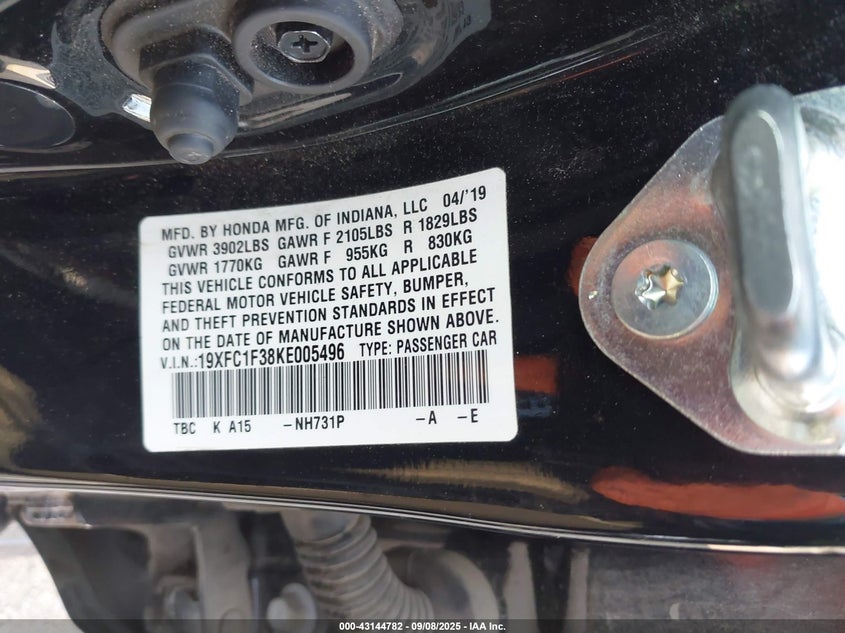 MFD. BY HONDA MFG. OF INDIANA, LLC 04/'19
GVWR 3902LBS GAWR F 2105LBS R 1829LBS
GVWR 1770KG GAWR F 955KG R 830KG
THIS VEHICLE CONFORMS TO ALL APPLICABLE
FEDERAL MOTOR VEHICLE SAFETY, BUMPER,
AND THEFT PREVENTION STANDARDS IN EFFECT
ON THE DATE OF MANUFACTURE SHOWN ABOVE.
V.I.N.:19XFC1F38KE005496 TYPE: PASSENGER CAR
TBC K A15 -NH731P -A -E
000-43144782 - 09/08/2025 - IAA Inc.